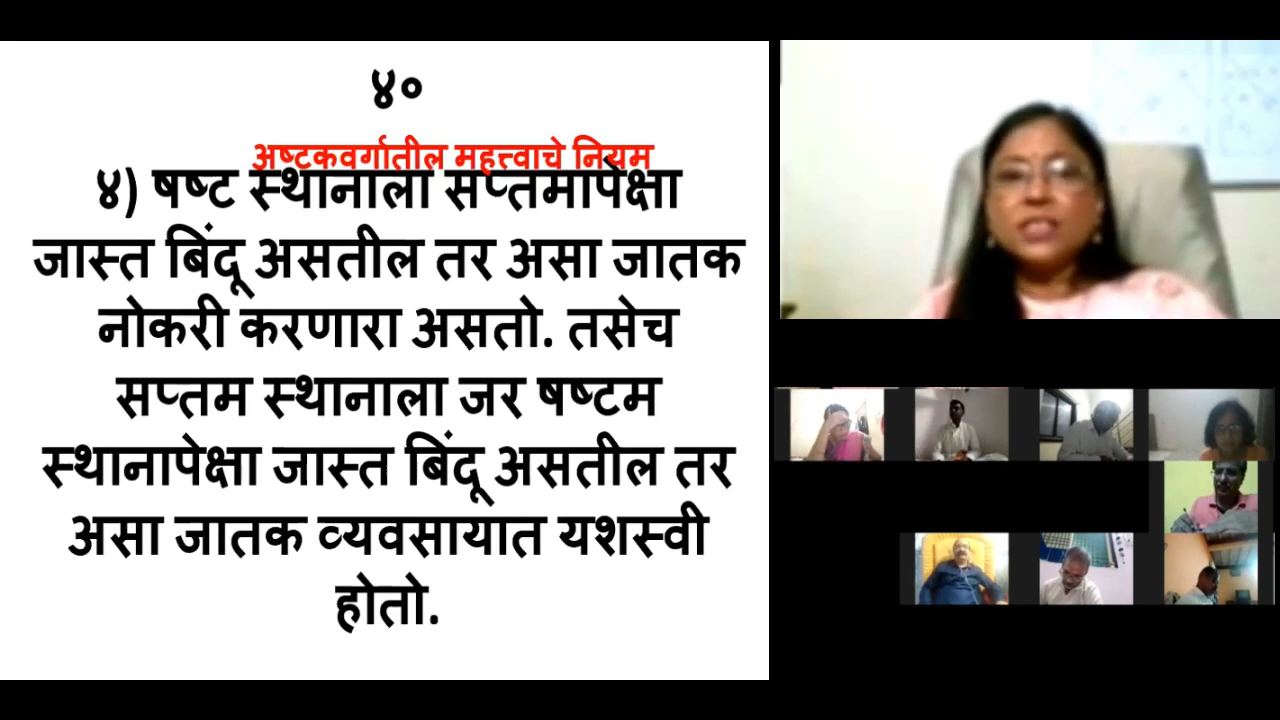 ४०
अष्टकवर्गातील महत्त्वाचे नियम
४) षष्ट स्थानाला सप्तमापेक्षा
जास्त बिंदू असतील तर असा जातक
नोकरी करणारा असतो. तसेच
सप्तम स्थानाला जर षष्टम
स्थानापेक्षा जास्त बिंदू असतील तर
असा जातक व्यवसायात यशस्वी
होतो.